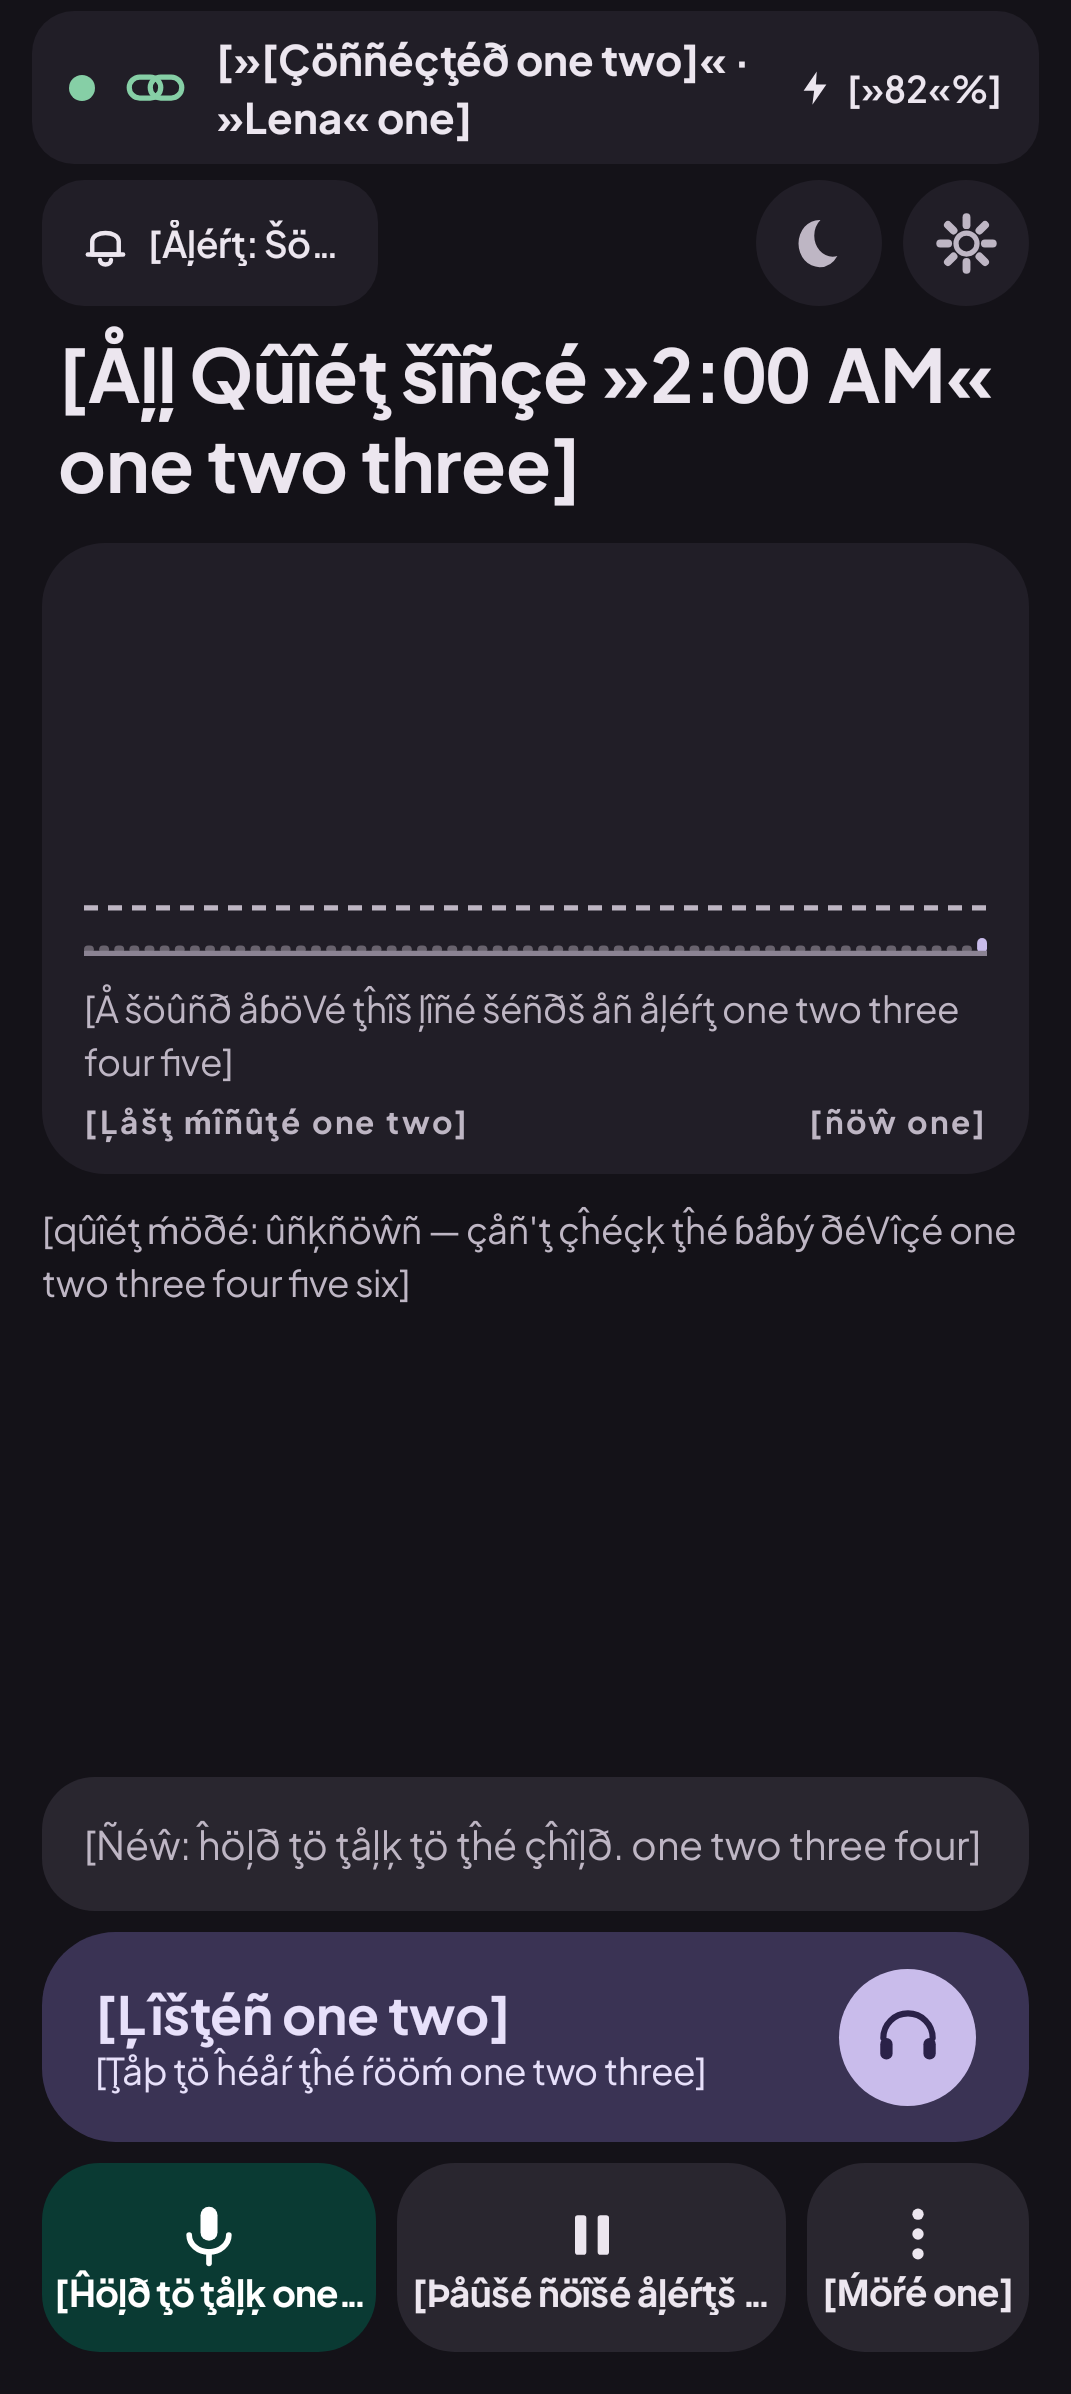 [»[Çöññéçţéð one two]« ·
»Lena« one]
[»82«%]
[Åļéŕţ: Šö…
[Åļļ Qûîéţ šîñçé »2:00 AM«
one two three]
[Å šöûñð åƀöVé ţĥîš ļîñé šéñðš åñ åļéŕţ one two three
four five]
[Ļåšţ ḿîñûţé one two]
[ñöŵ one]
[qûîéţ ḿöðé: ûñķñöŵñ — çåñ'ţ çĥéçķ ţĥé ƀåƀý ðéVîçé one
two three four five six]
[Ñéŵ: ĥöļð ţö ţåļķ ţö ţĥé çĥîļð. one two three four]
[Ļîšţéñ one two]
[Ţåþ ţö ĥéåŕ ţĥé ŕööḿ one two three]
[Ĥöļð ţö ţåļķ one…
[Þåûšé ñöîšé åļéŕţš …
[Ḿöŕé one]